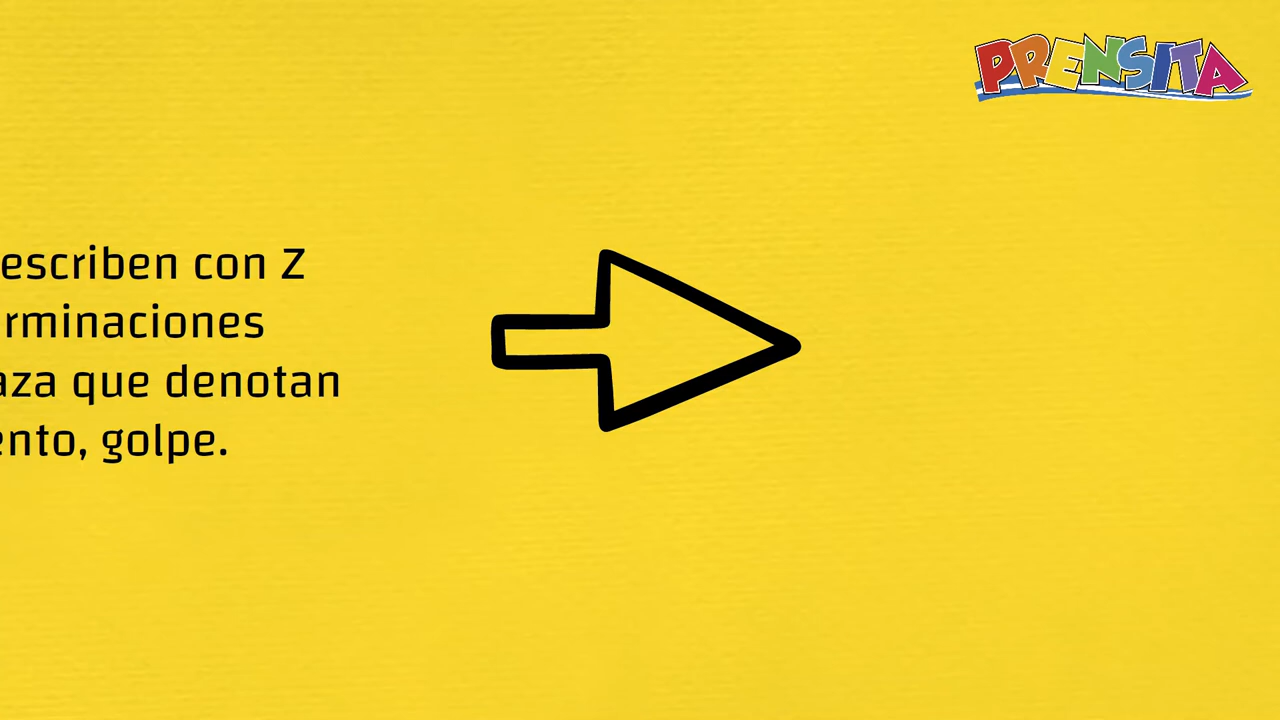 PRENSITA
escriben con Z
rminaciones
aza que denotan
ento, golpe.